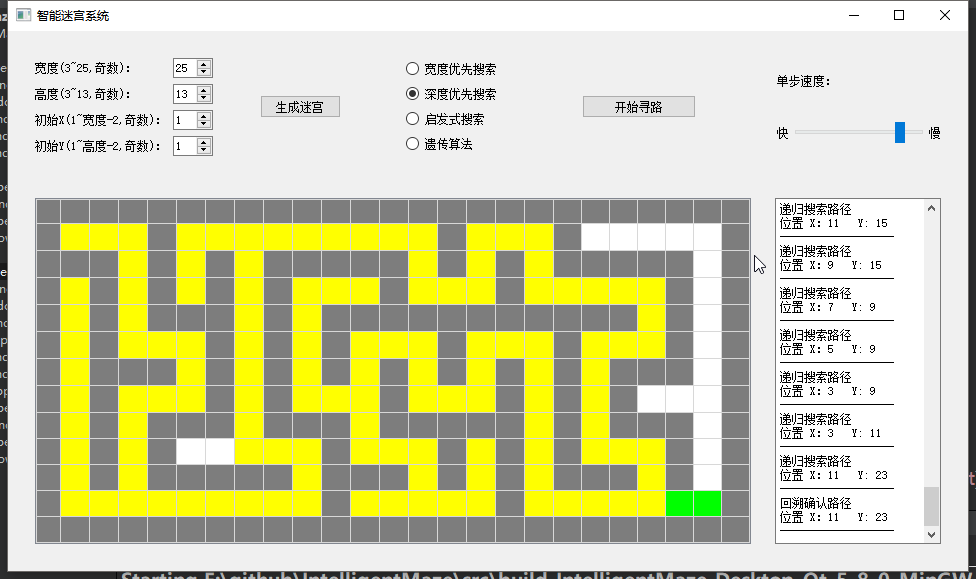 智能迷宫系统
宽度(3~25,奇数): 25
高度(3~13,奇数): 13
初始X(1~宽度-2,奇数): 1
初始Y(1~高度-2,奇数): 1
生成迷宫
宽度优先搜索
深度优先搜索
启发式搜索
遗传算法
开始寻路
单步速度:
快 慢
递归搜索路径
位置 X: 11 Y: 15
递归搜索路径
位置 X: 9 Y: 15
递归搜索路径
位置 X: 7 Y: 9
递归搜索路径
位置 X: 5 Y: 9
递归搜索路径
位置 X: 3 Y: 9
递归搜索路径
位置 X: 3 Y: 11
递归搜索路径
位置 X: 11 Y: 23
回溯确认路径
位置 X: 11 Y: 23